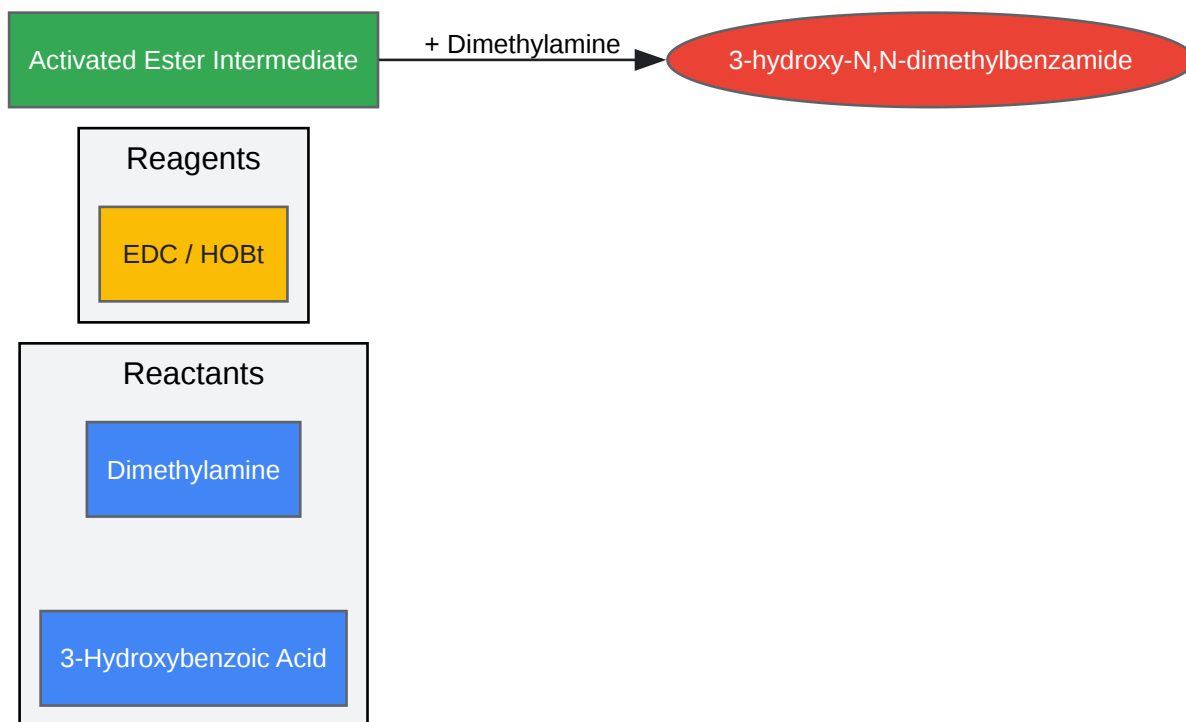 Activated Ester Intermediate
+ Dimethylamine
3-hydroxy-N,N-dimethylbenzamide
Reagents
EDC / HOBt
Reactants
Dimethylamine
3-Hydroxybenzoic Acid